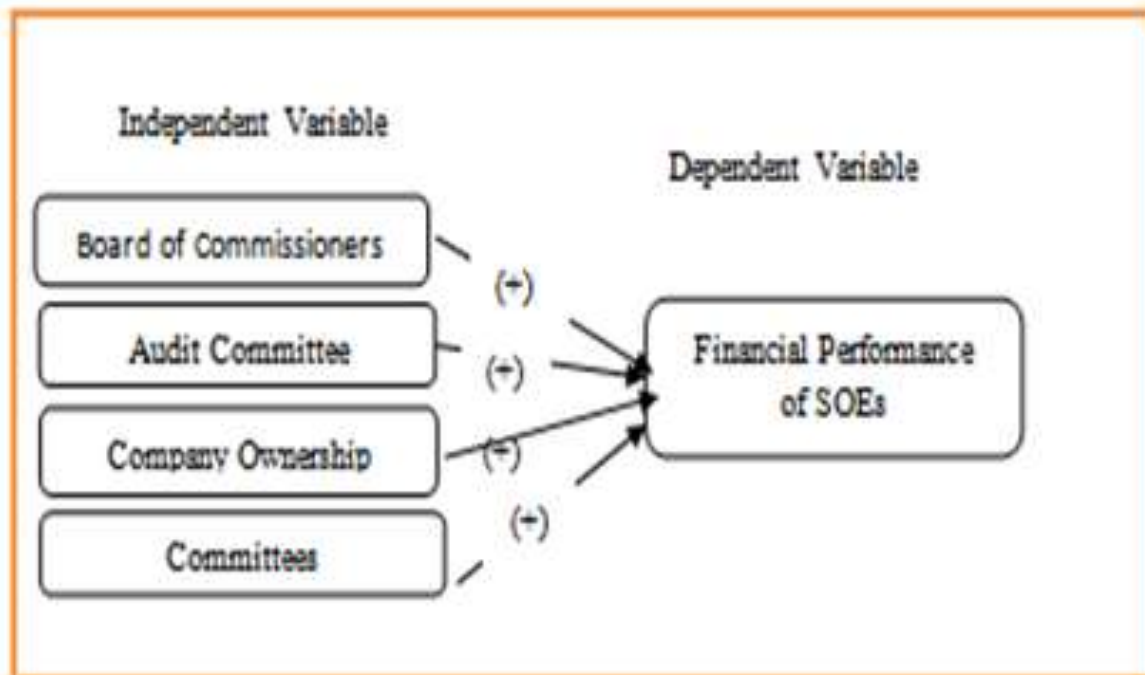 Independent Variable
Dependent Variable
Board of Commissioners
(+)
Audit Committee
(+)
Financial Performance
of SOEs
Company Ownership
(+)
Committees
(+)